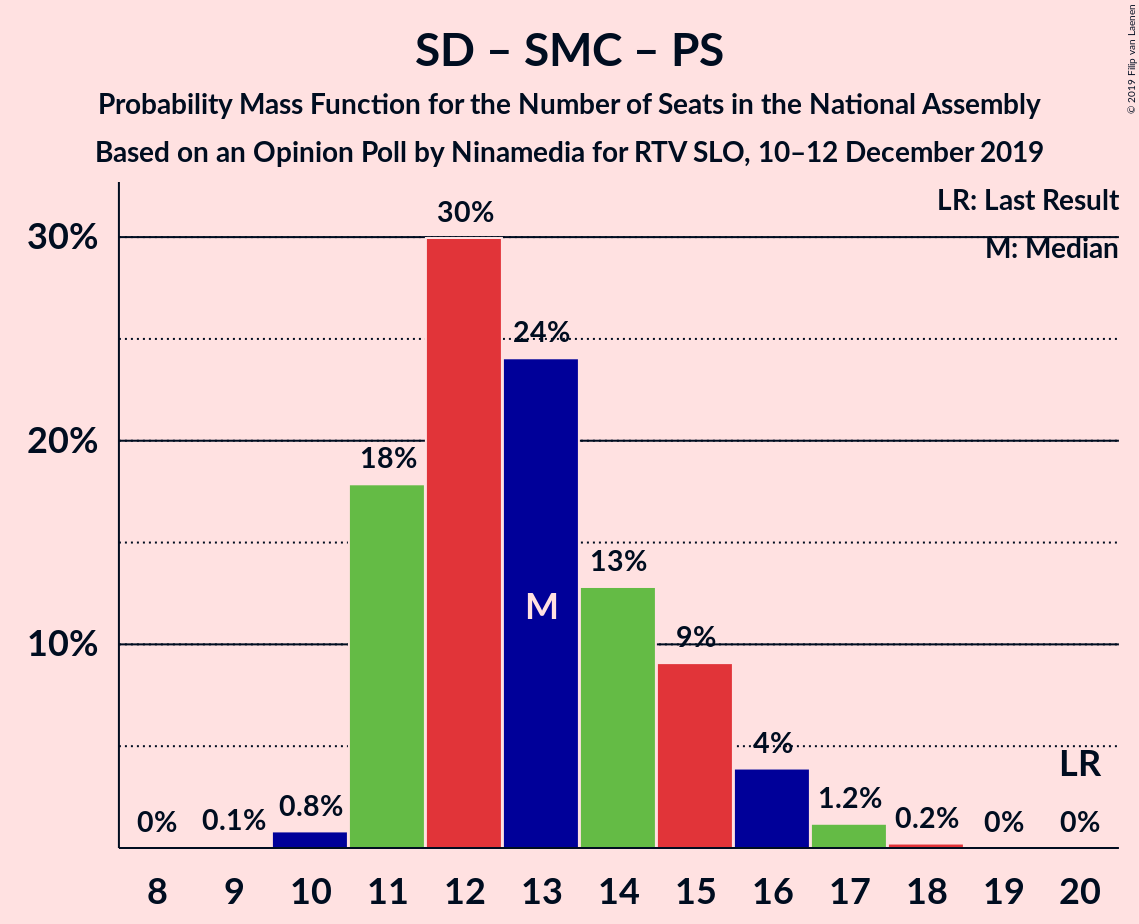 SD – SMC – PS
Probability Mass Function for the Number of Seats in the National Assembly
Based on an Opinion Poll by Ninamedia for RTV SLO, 10–12 December 2019
© 2019 Filip van Laenen
LR: Last Result
M: Median
30%
20%
10%
0%
0.1%
0.8%
18%
30%
24%
M
13%
9%
4%
1.2%
0.2%
0%
LR
0%
8 9 10 11 12 13 14 15 16 17 18 19 20